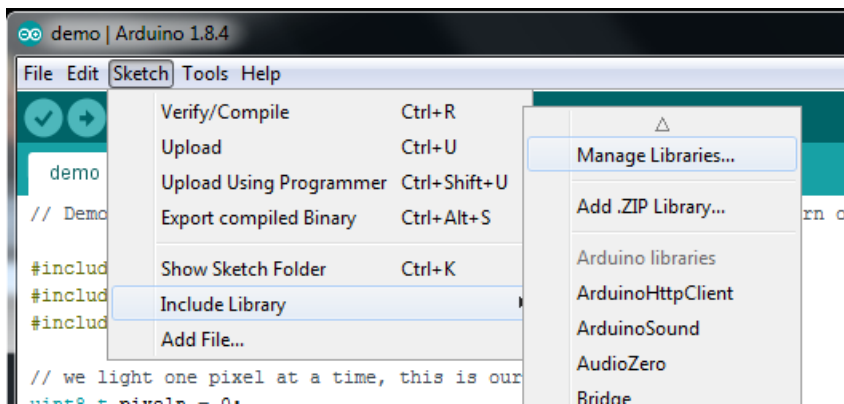 demo | Arduino 1.8.4
File Edit Sketch Tools Help
Verify/Compile Ctrl+R
Upload Ctrl+U
Upload Using Programmer Ctrl+Shift+U
Export compiled Binary Ctrl+Alt+S
Show Sketch Folder Ctrl+K
Include Library
Add File...
Manage Libraries...
Add .ZIP Library...
Arduino libraries
ArduinoHttpClient
ArduinoSound
AudioZero
Bridge
demo
// Demo
rn o
#includ
#includ
#includ
// we light one pixel at a time, this is our
uint8_t pixeln = 0;